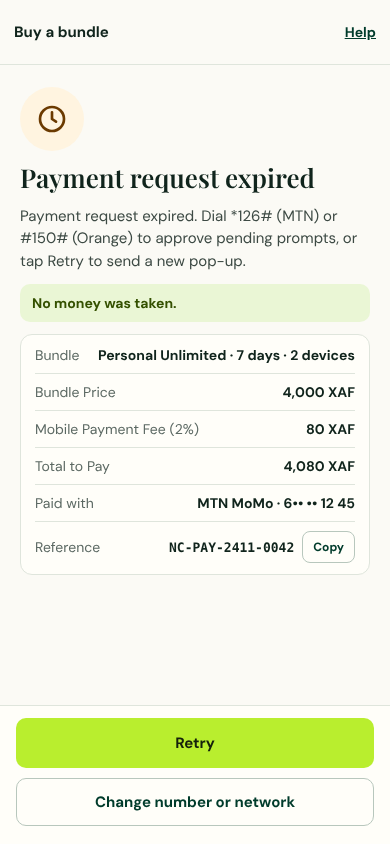 Buy a bundle
Help
Payment request expired
Payment request expired. Dial *126# (MTN) or
#150# (Orange) to approve pending prompts, or
tap Retry to send a new pop-up.
No money was taken.
Bundle Personal Unlimited · 7 days · 2 devices
Bundle Price 4,000 XAF
Mobile Payment Fee (2%) 80 XAF
Total to Pay 4,080 XAF
Paid with MTN MoMo · 6•• •• 12 45
Reference NC-PAY-2411-0042 Copy
Retry
Change number or network